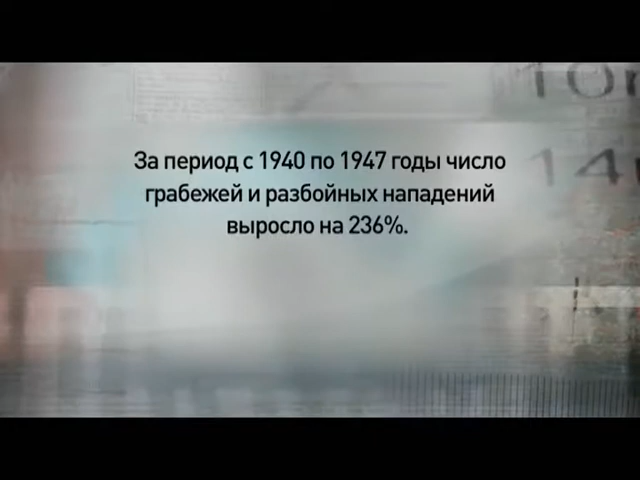 За период с 1940 по 1947 годы число
грабежей и разбойных нападений
выросло на 236%.